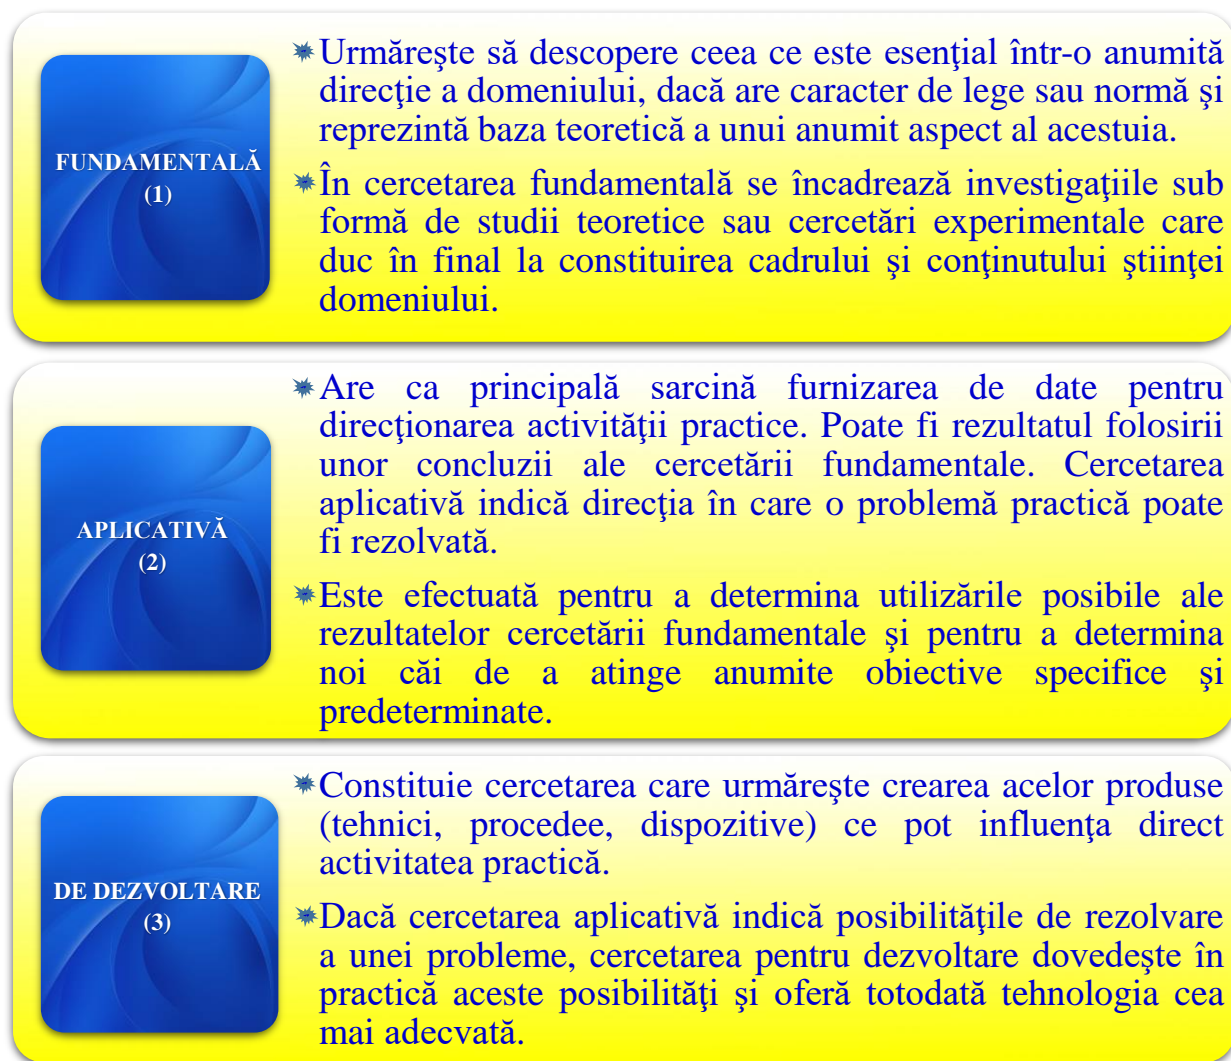 FUNDAMENTALĂ
(1)
Urmăreşte să descopere ceea ce este esenţial într-o anumită
direcţie a domeniului, dacă are caracter de lege sau normă şi
reprezintă baza teoretică a unui anumit aspect al acestuia.
În cercetarea fundamentală se încadrează investigaţiile sub
formă de studii teoretice sau cercetări experimentale care
duc în final la constituirea cadrului şi conţinutului ştiinţei
domeniului.
APLICATIVĂ
(2)
Are ca principală sarcină furnizarea de date pentru
direcţionarea activităţii practice. Poate fi rezultatul folosirii
unor concluzii ale cercetării fundamentale. Cercetarea
aplicativă indică direcţia în care o problemă practică poate
fi rezolvată.
Este efectuată pentru a determina utilizările posibile ale
rezultatelor cercetării fundamentale şi pentru a determina
noi căi de a atinge anumite obiective specifice şi
predeterminate.
DE DEZVOLTARE
(3)
Constituie cercetarea care urmăreşte crearea acelor produse
(tehnici, procedee, dispozitive) ce pot influenţa direct
activitatea practică.
Dacă cercetarea aplicativă indică posibilităţile de rezolvare
a unei probleme, cercetarea pentru dezvoltare dovedeşte în
practică aceste posibilităţi şi oferă totodată tehnologia cea
mai adecvată.